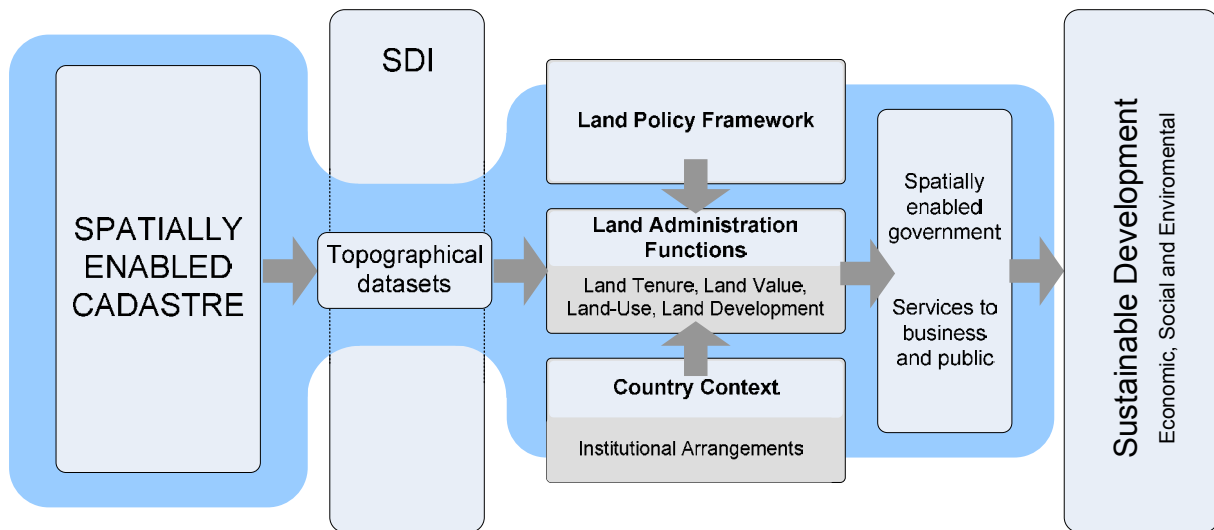 SPATIALLY
ENABLED
CADASTRE
SDI
Topographical
datasets
Land Policy Framework
Land Administration
Functions
Land Tenure, Land Value,
Land-Use, Land Development
Country Context
Institutional Arrangements
Spatially
enabled
government
Services to
business
and public
Sustainable Development
Economic, Social and Enviromental